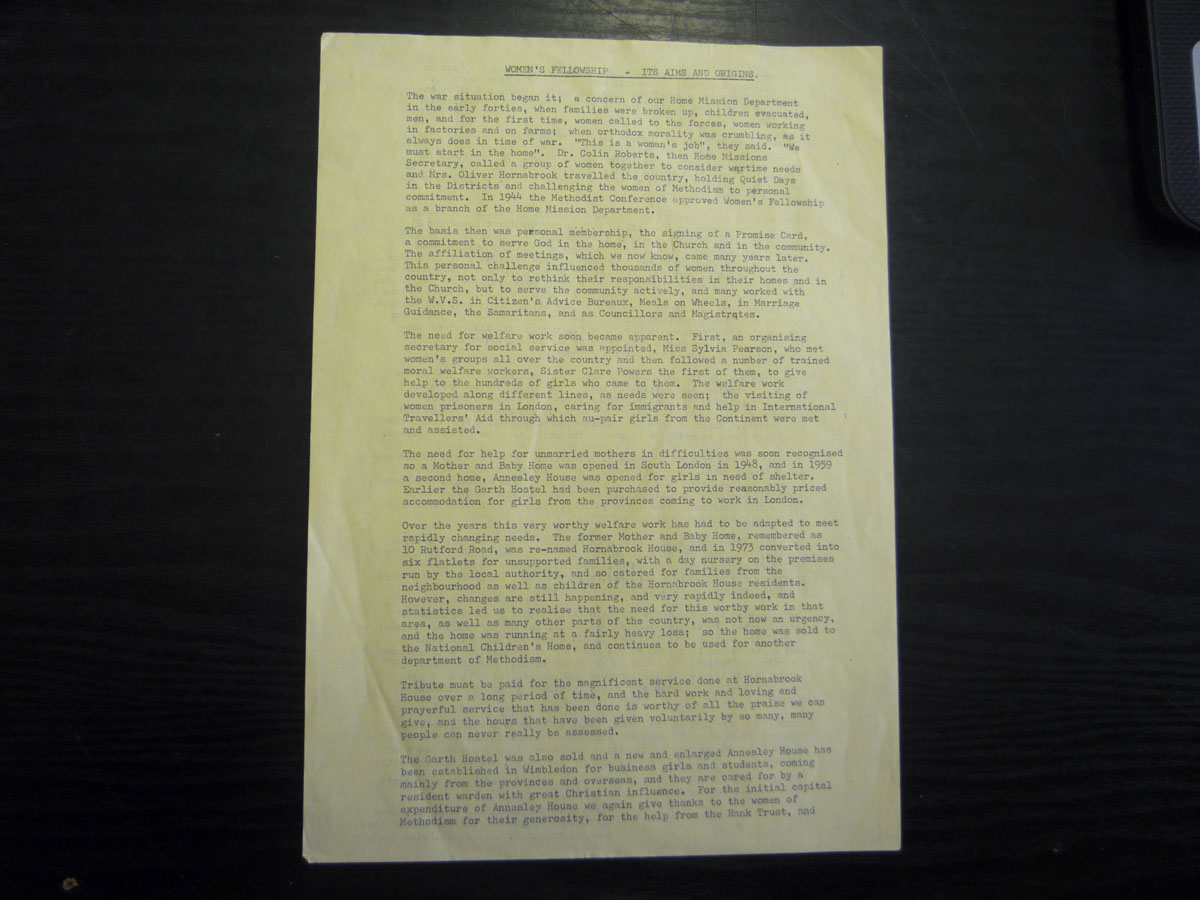 WOMEN'S FELLOWSHIP - ITS AIMS AND ORIGINS.
The war situation began it; a concern of our Home Mission Department
in the early forties, when families were broken up, children evacuated,
men, and for the first time, women called to the forces, women working
in factories and on farms; when orthodox morality was crumbling, as it
always does in time of war. "This is a woman's job", they said. "We
must start in the home". Dr. Colin Roberts, then Home Missions
Secretary, called a group of women together to consider wartime needs
and Mrs. Oliver Hornabrook travelled the country, holding Quiet Days
in the Districts and challenging the women of Methodism to personal
commitment. In 1944 the Methodist Conference approved Women's Fellowship
as a branch of the Home Mission Department.
The basis then was personal membership, the signing of a Promise Card,
a commitment to serve God in the home, in the Church and in the community.
The affiliation of meetings, which we now know, came many years later.
This personal challenge influenced thousands of women throughout the
country, not only to rethink their responsibilities in their homes and in
the Church, but to serve the community actively, and many worked with
the W.V.S. in Citizen's Advice Bureaux, Meals on Wheels, in Marriage
Guidance, the Samaritans, and as Councillors and Magistrates.
The need for welfare work soon became apparent. First, an organising
secretary for social service was appointed, Miss Sylvia Pearson, who met
women's groups all over the country and then followed a number of trained
moral welfare workers, Sister Clare Powers the first of them, to give
help to the hundreds of girls who came to them. The welfare work
developed along different lines, as needs were seen; the visiting of
women prisoners in London, caring for immigrants and help in International
Travellers' Aid through which au-pair girls from the Continent were met
and assisted.
The need for help for unmarried mothers in difficulties was soon recognised
so a Mother and Baby Home was opened in South London in 1948, and in 1959
a second home, Annesley House was opened for girls in need of shelter.
Earlier the Garth Hostel had been purchased to provide reasonably priced
accommodation for girls from the provinces coming to work in London.
Over the years this very worthy welfare work has had to be adapted to meet
rapidly changing needs. The former Mother and Baby Home, remembered as
10 Rutford Road, was re-named Hornabrook House, and in 1973 converted into
six flatlets for unsupported families, with a day nursery on the premises
run by the local authority, and so catered for families from the
neighbourhood as well as children of the Hornabrook House residents.
However, changes are still happening, and very rapidly indeed, and
statistics led us to realise that the need for this worthy work in that
area, as well as many other parts of the country, was not now an urgency,
and the home was running at a fairly heavy loss; so the home was sold to
the National Children's Home, and continues to be used for another
department of Methodism.
Tribute must be paid for the magnificent service done at Hornabrook
House over a long period of time, and the hard work and loving and
prayerful service that has been done is worthy of all the praise we can
give, and the hours that have been given voluntarily by so many, many
people can never really be assessed.
The Garth Hostel was also sold and a new and enlarged Annesley House has
been established in Wimbledon for business girls and students, coming
mainly from the provinces and overseas, and they are cared for by a
resident warden with great Christian influence. For the initial capital
expenditure of Annesley House we again give thanks to the women of
Methodism for their generosity, for the help from the Rank Trust, and